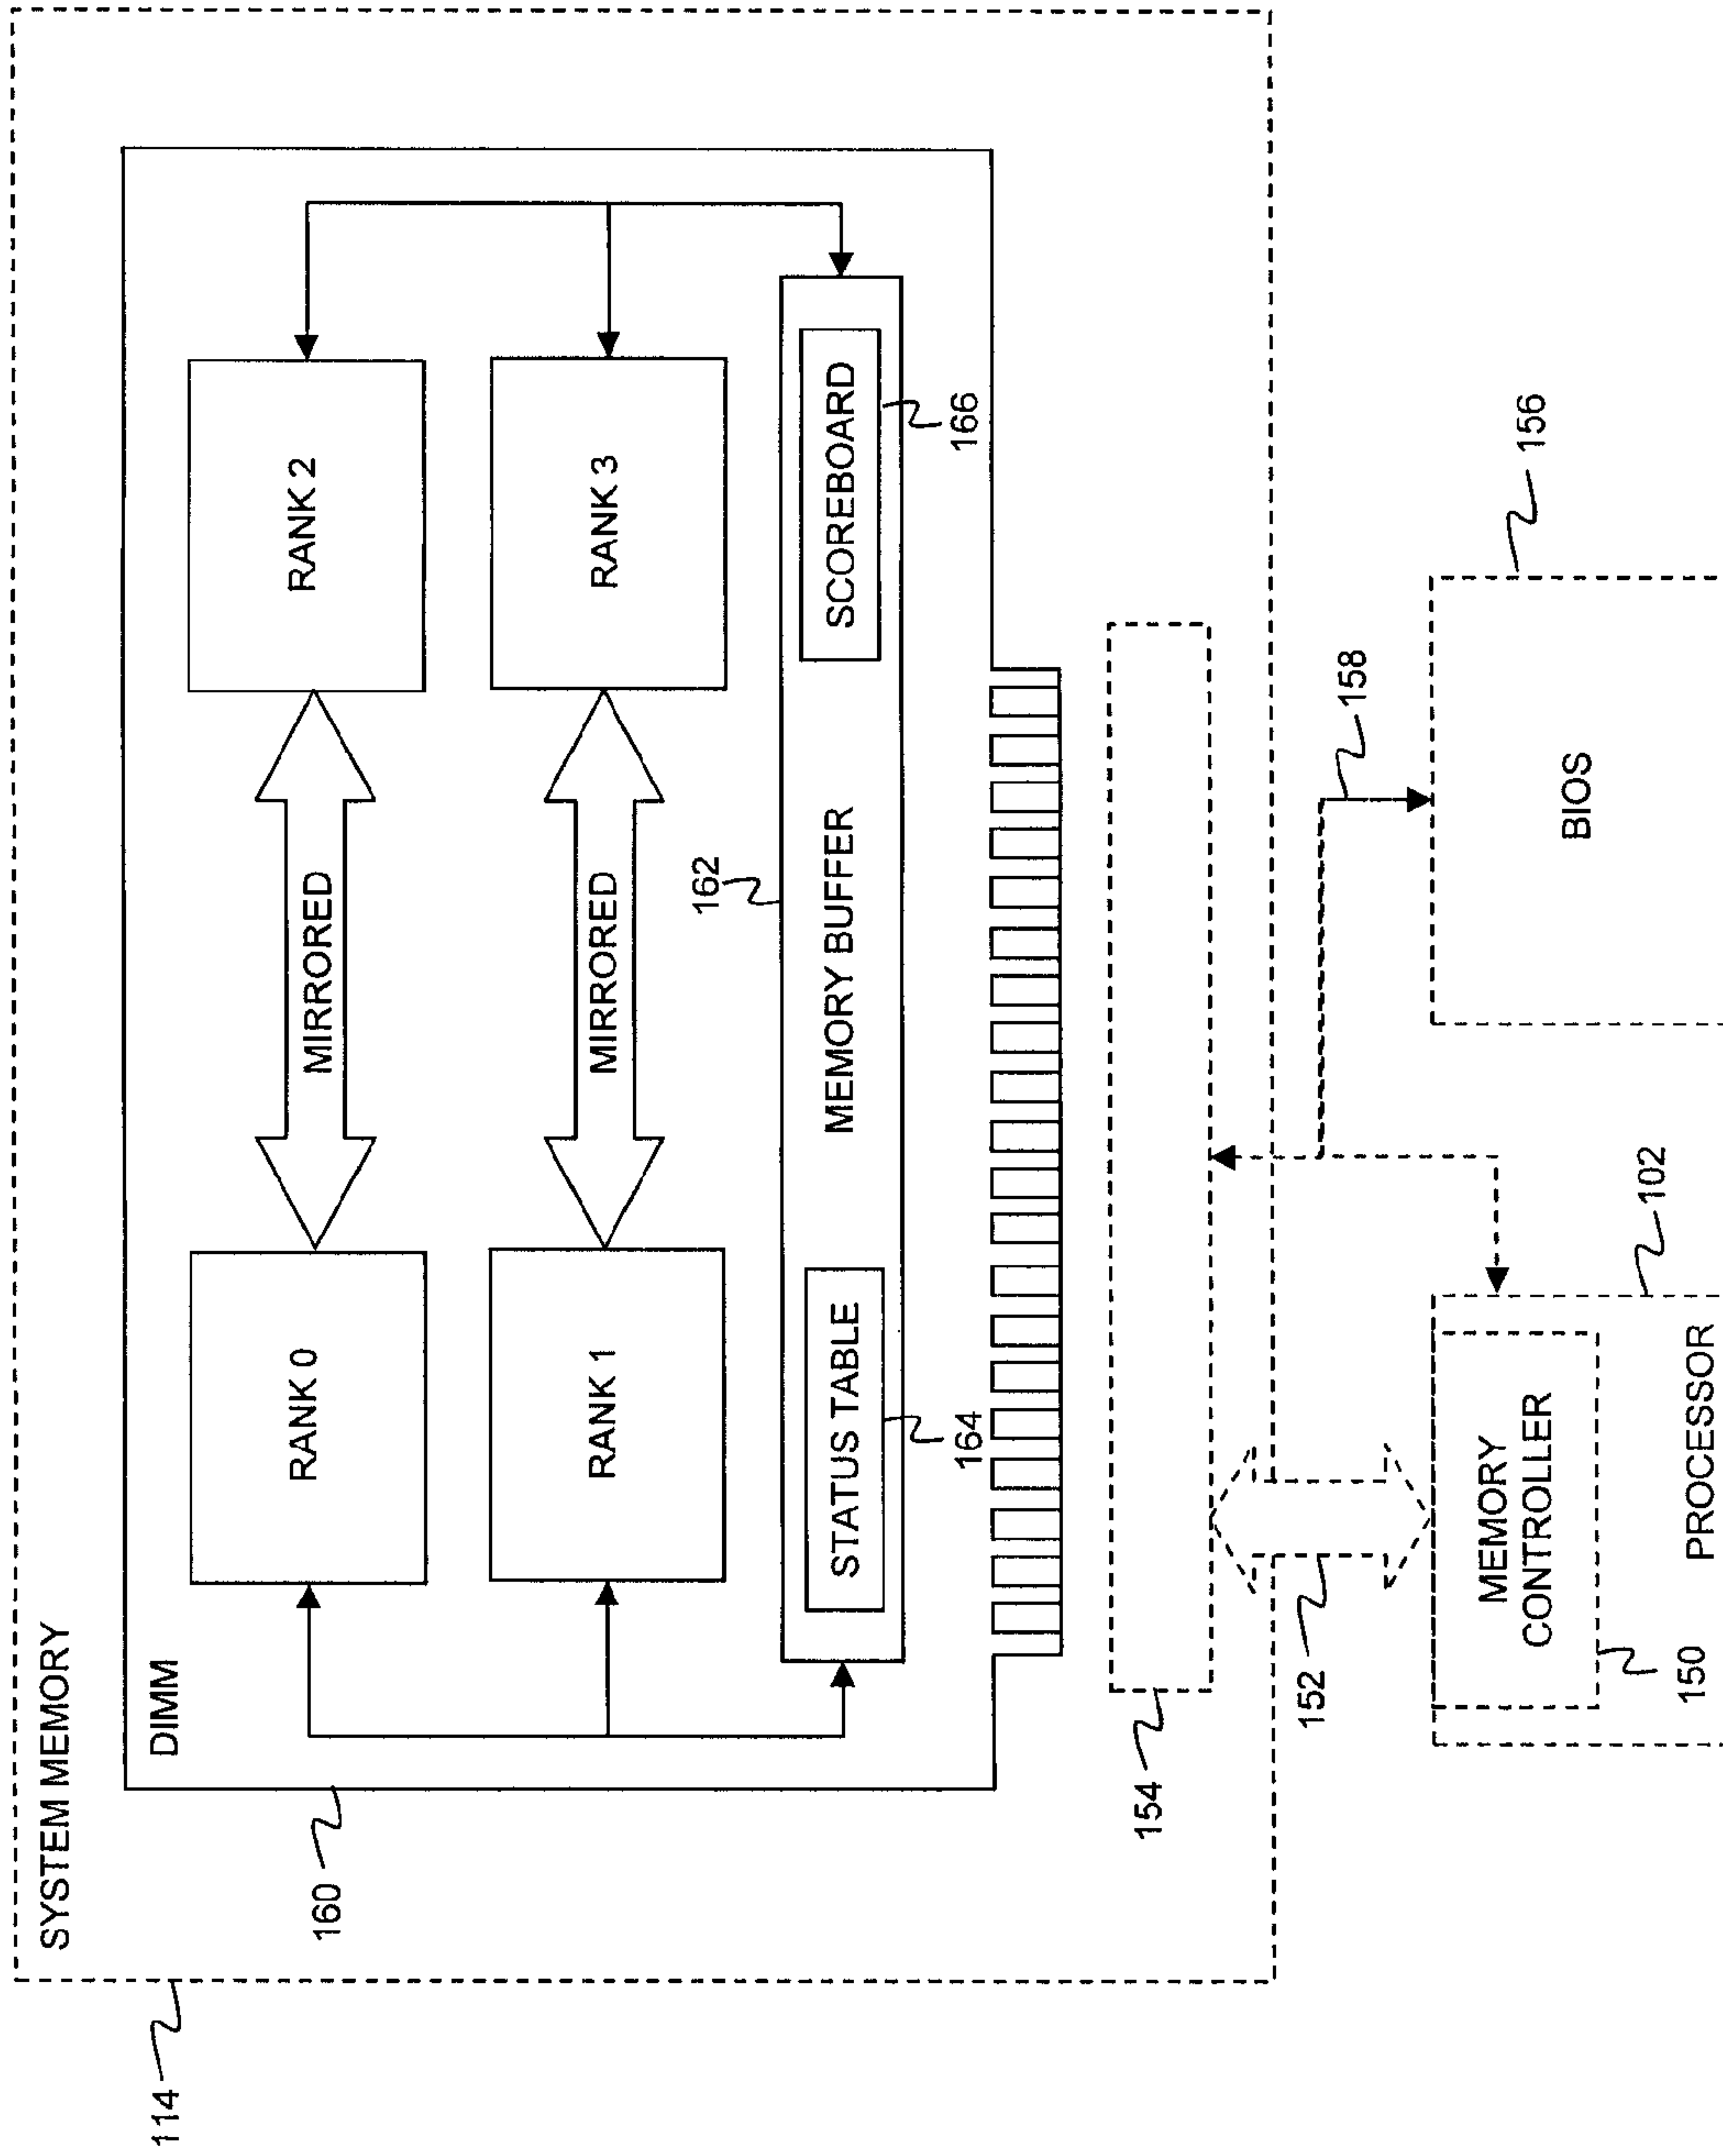 114
SYSTEM MEMORY
160
DIMM
RANK 0
MIRRORED
RANK 2
RANK 1
MIRRORED
RANK 3
162
STATUS TABLE
MEMORY BUFFER
SCOREBOARD
164
166
154
152
158
156
MEMORY
CONTROLLER
BIOS
102
150
PROCESSOR